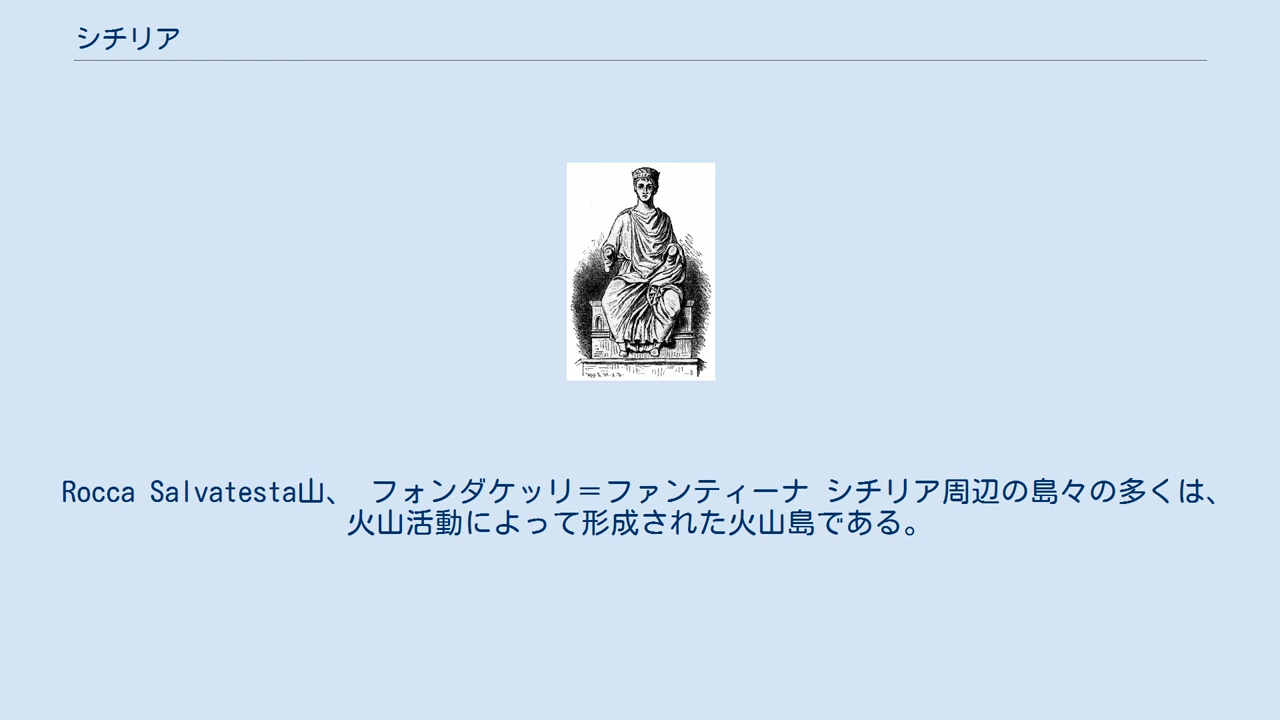 シチリア
Rocca Salvatesta山、 フォンダケッリ＝ファンティーナ シチリア周辺の島々の多くは、
火山活動によって形成された火山島である。